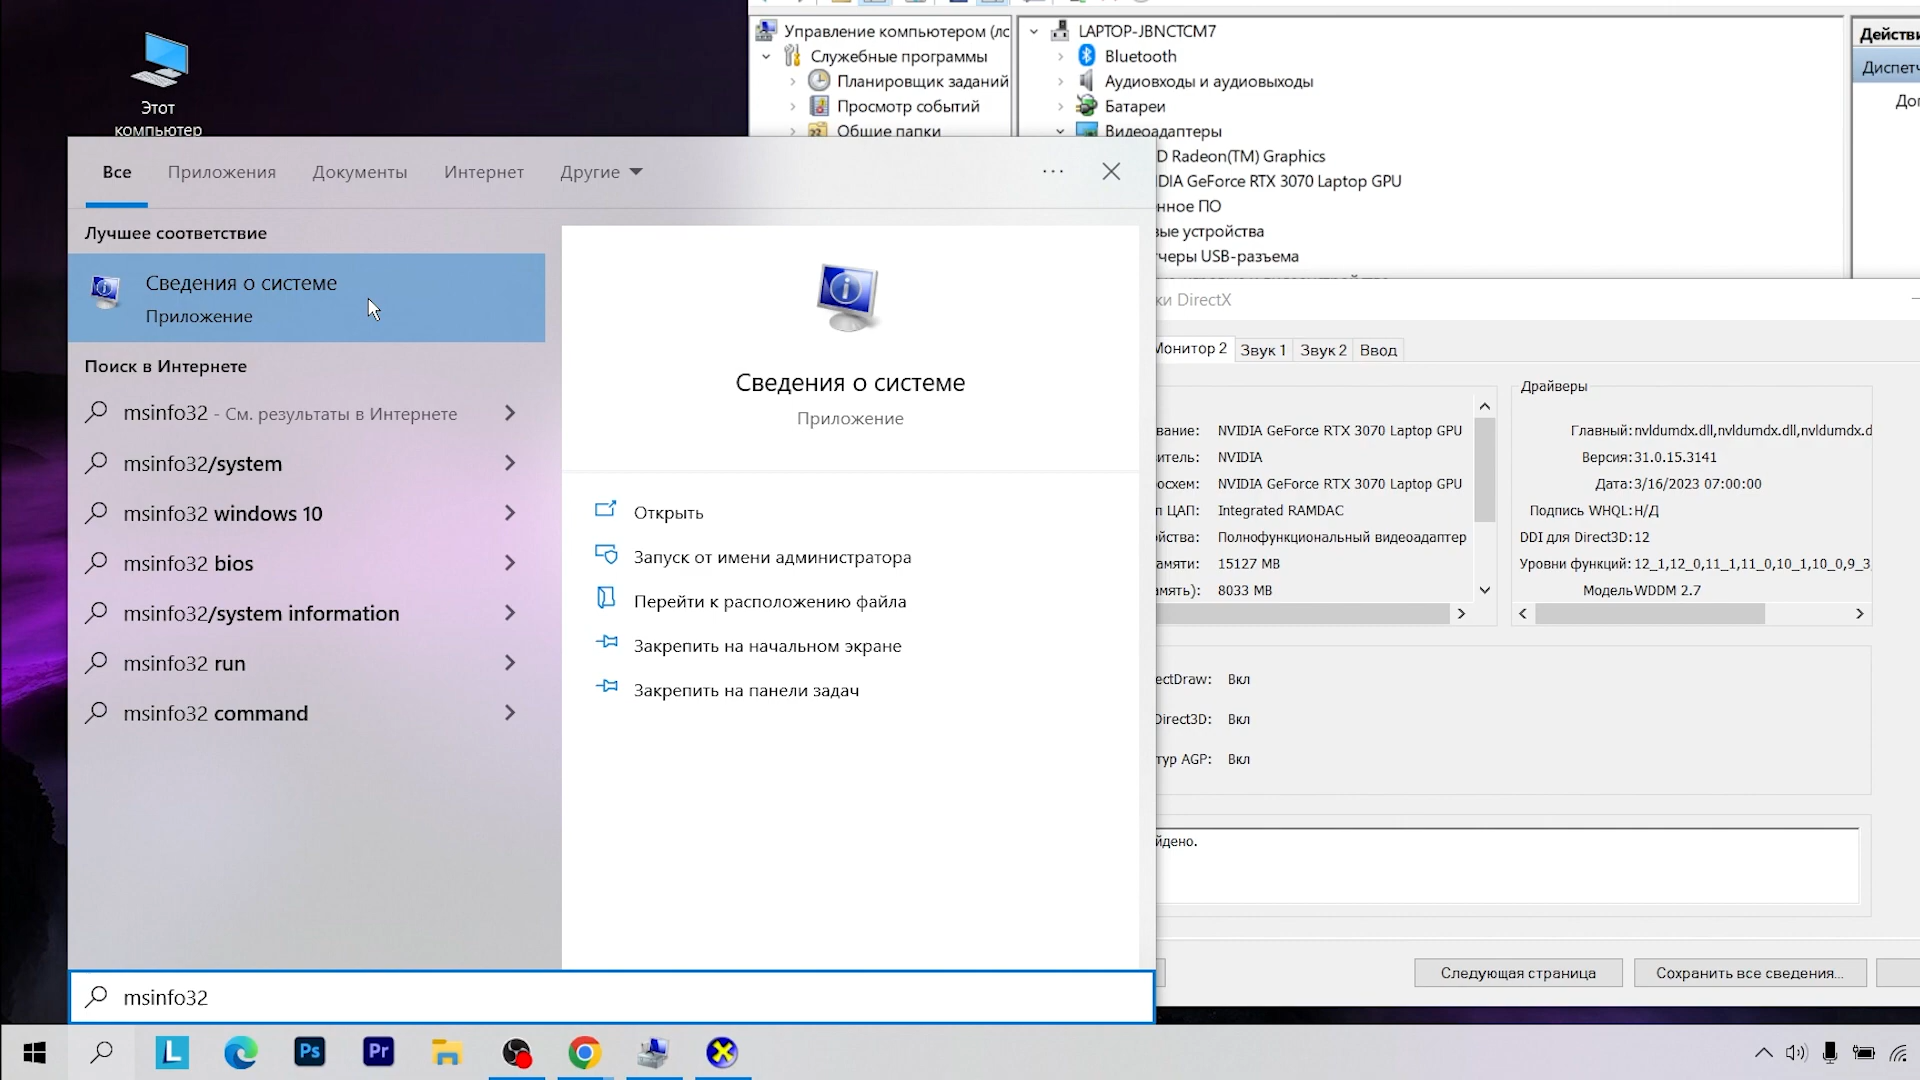 Этот
компьютер
Управление компьютером (лс
Служебные программы
Планировщик заданий
Просмотр событий
Общие папки
LAPTOP-JBNCTCM7
Bluetooth
Аудиовходы и аудиовыходы
Батареи
Видеоадаптеры
D Radeon(TM) Graphics
IDIA GeForce RTX 3070 Laptop GPU
нное ПО
вые устройства
черы USB-разъема
Действи
Диспетч
Доп
Все
Приложения
Документы
Интернет
Другие
Лучшее соответствие
Сведения о системе
Приложение
Поиск в Интернете
msinfo32 - См. результаты в Интернете
msinfo32/system
msinfo32 windows 10
msinfo32 bios
msinfo32/system information
msinfo32 run
msinfo32 command
Сведения о системе
Приложение
Открыть
Запуск от имени администратора
Перейти к расположению файла
Закрепить на начальном экране
Закрепить на панели задач
msinfo32
ки DirectX
Монитор 2
Звук 1
Звук 2
Ввод
вание: NVIDIA GeForce RTX 3070 Laptop GPU
итель: NVIDIA
осхем: NVIDIA GeForce RTX 3070 Laptop GPU
п ЦАП: Integrated RAMDAC
йства: Полнофункциональный видеоадаптер
амяти: 15127 MB
амять): 8033 MB
Драйверы
Главный: nvldumdx.dll,nvldumdx.dll,nvldumdx.d
Версия: 31.0.15.3141
Дата: 3/16/2023 07:00:00
Подпись WHQL: Н/Д
DDI для Direct3D: 12
Уровни функций: 12_1,12_0,11_1,11_0,10_1,10_0,9_3
Модель WDDM 2.7
ectDraw: Вкл
Direct3D: Вкл
тур AGP: Вкл
йдено.
Следующая страница
Сохранить все сведения...
L
Ps
Pr